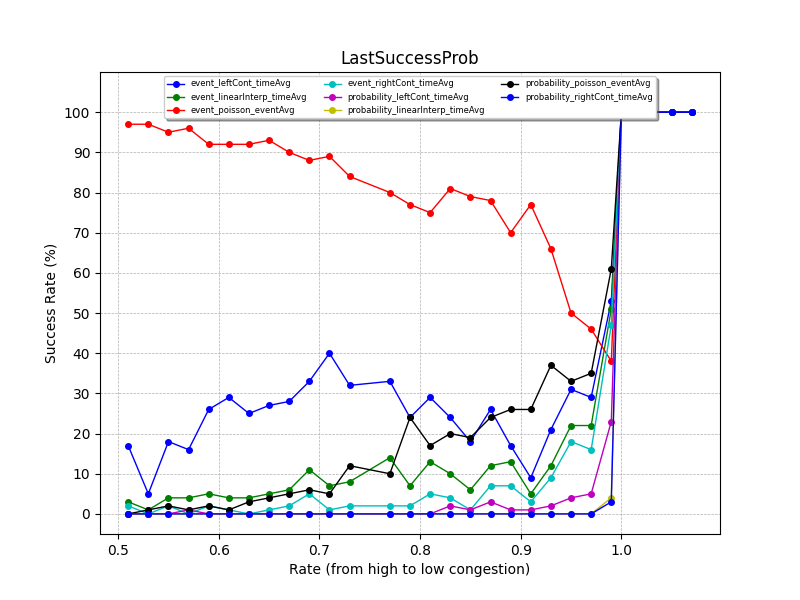 LastSuccessProb
event_leftCont_timeAvg
event_linearInterp_timeAvg
event_poisson_eventAvg
event_rightCont_timeAvg
probability_leftCont_timeAvg
probability_linearInterp_timeAvg
probability_poisson_eventAvg
probability_rightCont_timeAvg
Success Rate (%)
100
90
80
70
60
50
40
30
20
10
0
0.5 0.6 0.7 0.8 0.9 1.0
Rate (from high to low congestion)